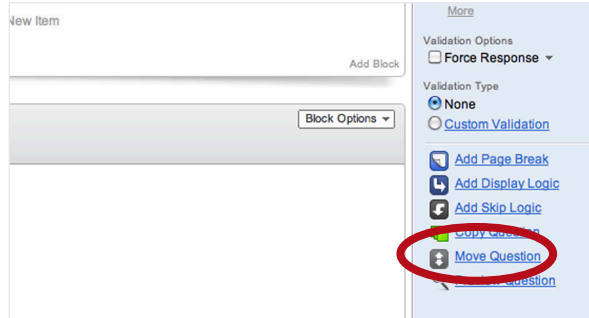 New Item
Add Block
Block Options
More
Validation Options
Force Response
Validation Type
None
Custom Validation
Add Page Break
Add Display Logic
Add Skip Logic
Copy Question
Move Question
Preview Question